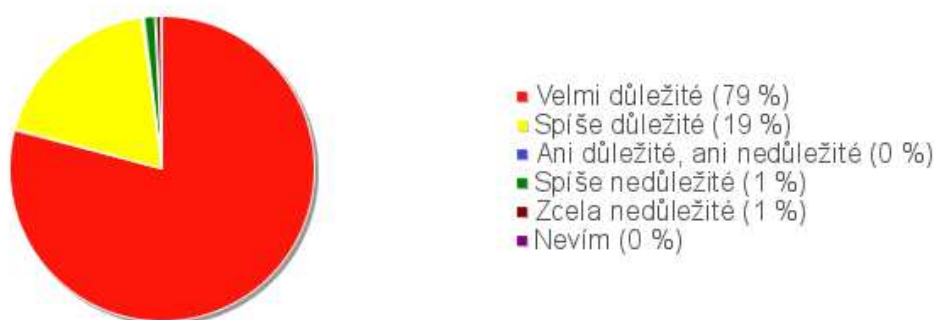 Velmi důležité (79 %)
Spíše důležité (19 %)
Ani důležité, ani nedůležité (0 %)
Spíše nedůležité (1 %)
Zcela nedůležité (1 %)
Nevím (0 %)